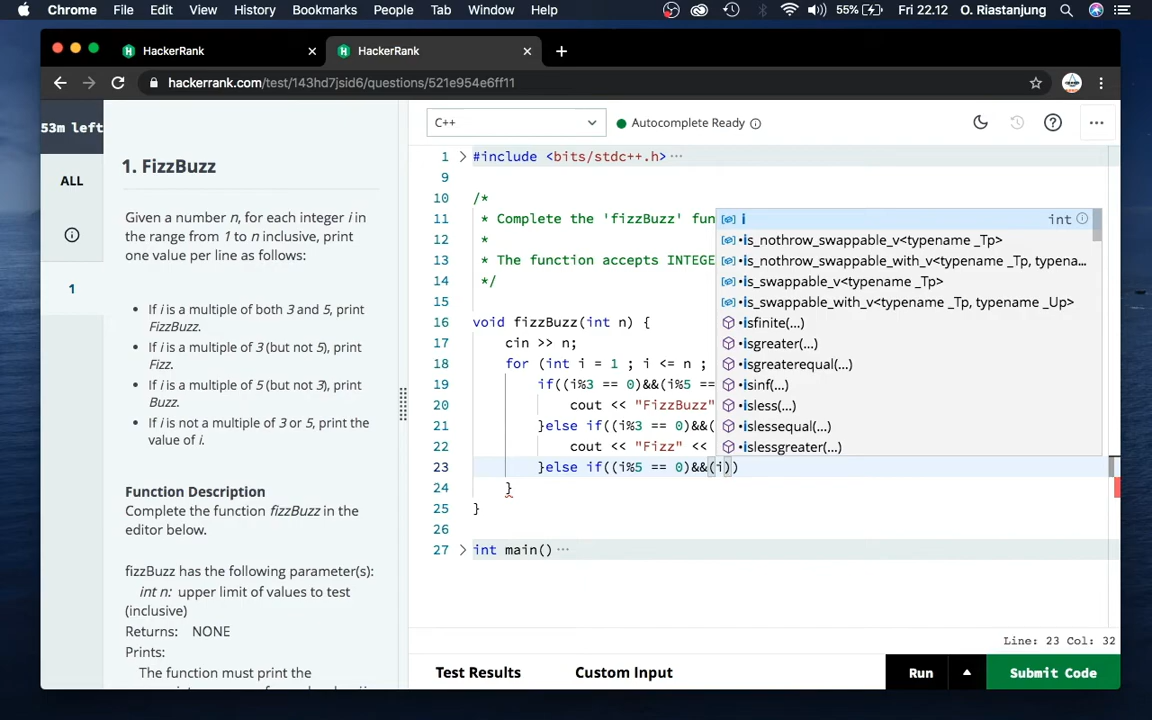 Chrome File Edit View History Bookmarks People Tab Window Help 55% Fri 22.12 O. Riastanjung
HackerRank HackerRank
hackerrank.com/test/143hd7jsid6/questions/521e954e6ff11
53m left
ALL
1
1. FizzBuzz
Given a number n, for each integer i in
the range from 1 to n inclusive, print
one value per line as follows:
• If i is a multiple of both 3 and 5, print
FizzBuzz.
• If i is a multiple of 3 (but not 5), print
Fizz.
• If i is a multiple of 5 (but not 3), print
Buzz.
• If i is not a multiple of 3 or 5, print the
value of i.
Function Description
Complete the function fizzBuzz in the
editor below.
fizzBuzz has the following parameter(s):
int n: upper limit of values to test
(inclusive)
Returns: NONE
Prints:
The function must print the
C++ Autocomplete Ready
1 #include <bits/stdc++.h> ···
9
10 /*
11 * Complete the 'fizzBuzz' fun
12 *
13 * The function accepts INTEGE
14 */
15
16 void fizzBuzz(int n) {
17 cin >> n;
18 for (int i = 1 ; i <= n ;
19 if((i%3 == 0)&&(i%5 ==
20 cout << "FizzBuzz"
21 }else if((i%3 == 0)&&(
22 cout << "Fizz" <<
23 }else if((i%5 == 0)&&(i))
24 }
25 }
26
27 int main() ···
i int
•is_nothrow_swappable_v<typename _Tp>
•is_nothrow_swappable_with_v<typename _Tp, typena...
•is_swappable_v<typename _Tp>
•is_swappable_with_v<typename _Tp, typename _Up>
•isfinite(...)
•isgreater(...)
•isgreaterequal(...)
•isinf(...)
•isless(...)
•islessequal(...)
•islessgreater(...)
Line: 23 Col: 32
Test Results Custom Input Run Submit Code